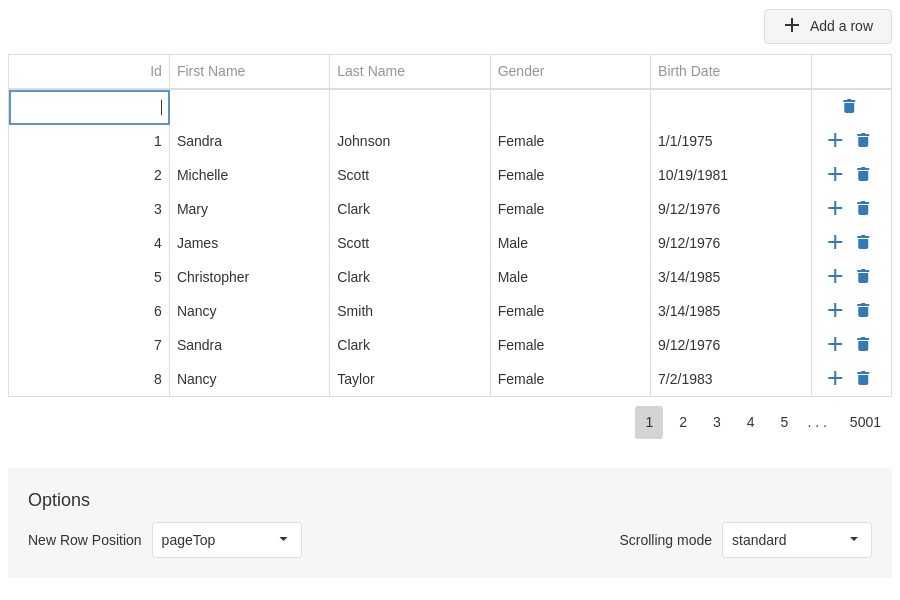 Add a row
Id First Name Last Name Gender Birth Date
1 Sandra Johnson Female 1/1/1975
2 Michelle Scott Female 10/19/1981
3 Mary Clark Female 9/12/1976
4 James Scott Male 9/12/1976
5 Christopher Clark Male 3/14/1985
6 Nancy Smith Female 3/14/1985
7 Sandra Clark Female 9/12/1976
8 Nancy Taylor Female 7/2/1983
1 2 3 4 5 . . . 5001
Options
New Row Position pageTop Scrolling mode standard